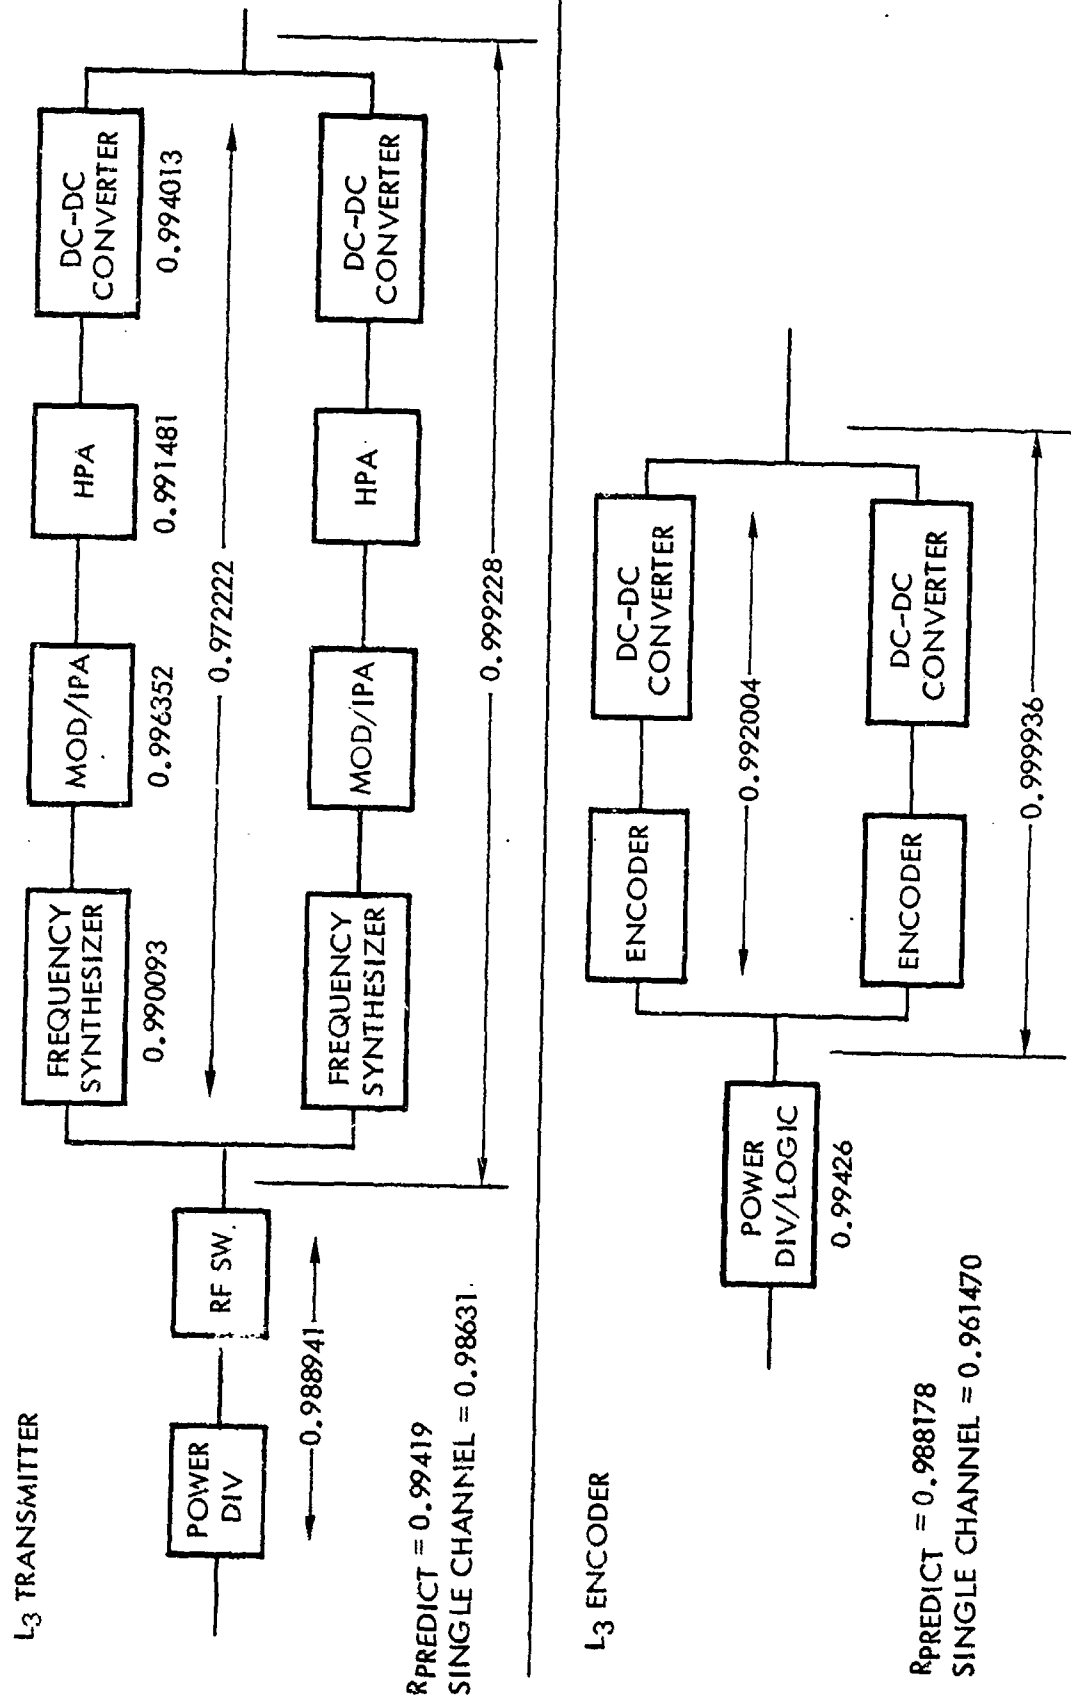 L3 TRANSMITTER
POWER
DIV
RF SW.
0.988941
FREQUENCY
SYNTHESIZER
0.990093
MOD/IPA
0.996352
HPA
0.991481
DC-DC
CONVERTER
0.994013
0.972222
FREQUENCY
SYNTHESIZER
MOD/IPA
HPA
DC-DC
CONVERTER
0.999228
RPREDICT = 0.99419
SINGLE CHANNEL = 0.98631
L3 ENCODER
POWER
DIV/LOGIC
0.99426
ENCODER
DC-DC
CONVERTER
0.992004
ENCODER
DC-DC
CONVERTER
0.999936
RPREDICT = 0.988178
SINGLE CHANNEL = 0.961470